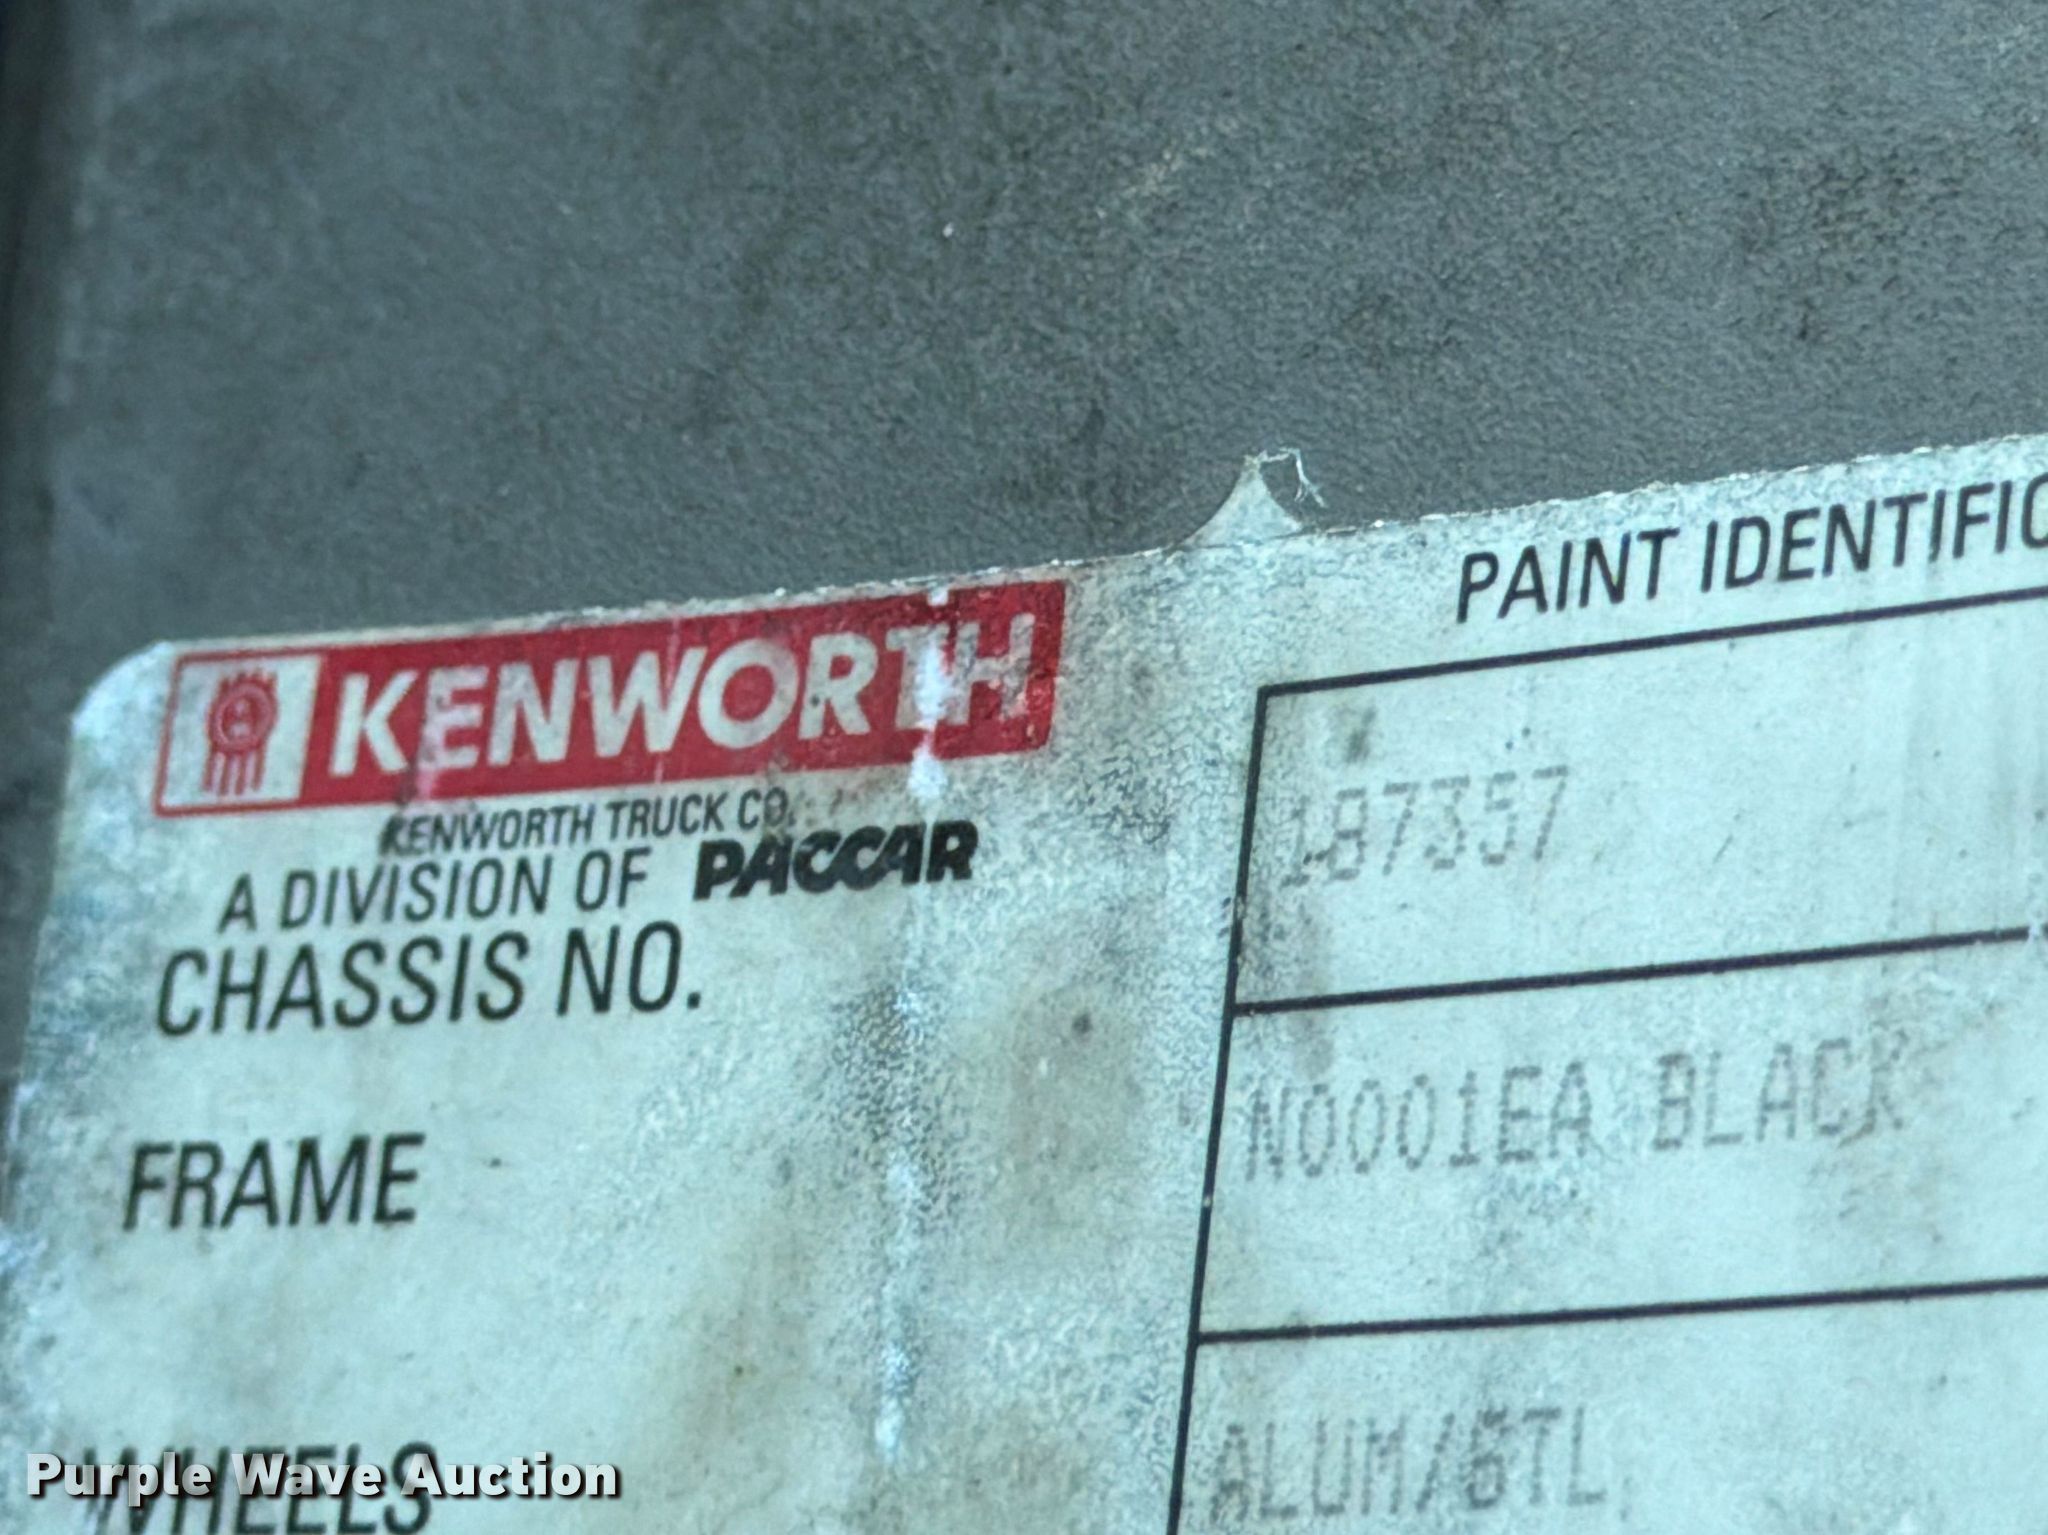 PAINT IDENTIFIC
KENWORTH
KENWORTH TRUCK CO.
A DIVISION OF PACCAR
CHASSIS NO. 187357
FRAME N0001EA BLACK
WHEELS ALUM/STL
Purple Wave Auction